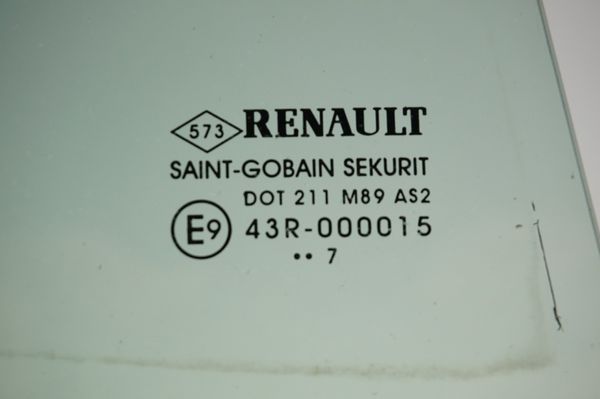 573 RENAULT
SAINT-GOBAIN SEKURIT
DOT 211 M89 AS2
E9 43R-000015
•• 7